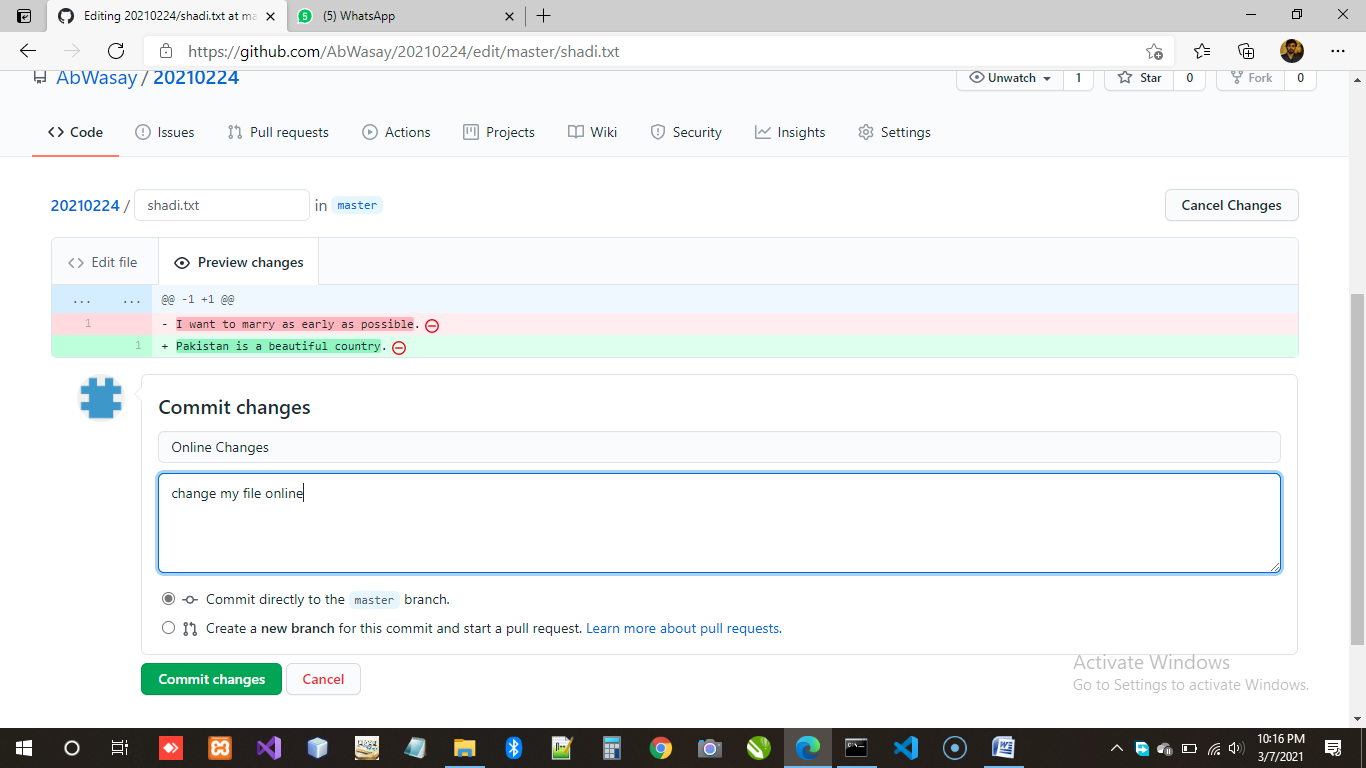 Editing 20210224/shadi.txt at ma
(5) WhatsApp
https://github.com/AbWasay/20210224/edit/master/shadi.txt
AbWasay / 20210224
Unwatch 1 Star 0 Fork 0
Code Issues Pull requests Actions Projects Wiki Security Insights Settings
20210224 / shadi.txt in master
Cancel Changes
Edit file Preview changes
... ... @@ -1 +1 @@
1 - I want to marry as early as possible.
1 + Pakistan is a beautiful country.
Commit changes
Online Changes
change my file online
Commit directly to the master branch.
Create a new branch for this commit and start a pull request. Learn more about pull requests.
Commit changes Cancel
Activate Windows
Go to Settings to activate Windows.
10:16 PM
3/7/2021